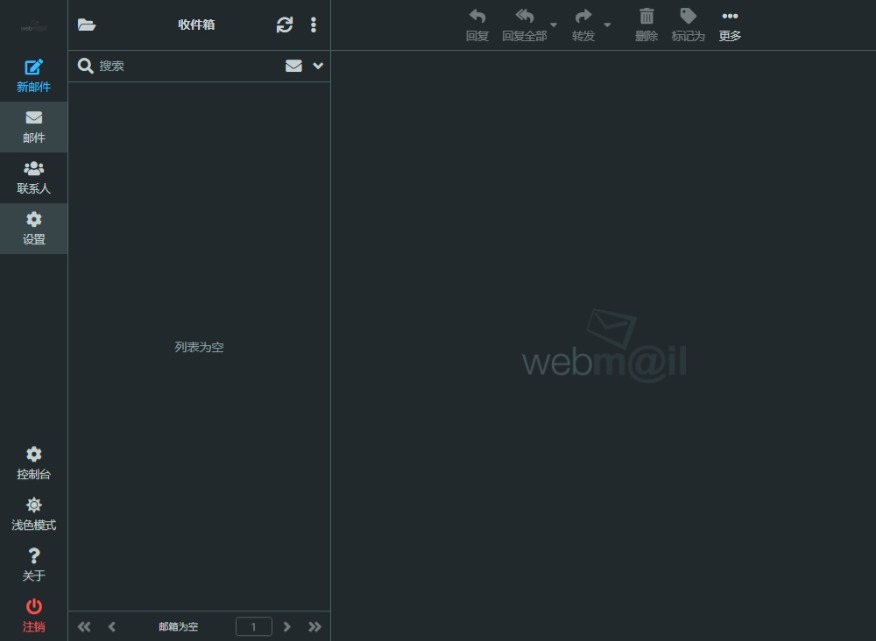 收件箱
回复
回复全部
转发
删除
标记为
更多
搜索
新邮件
邮件
联系人
设置
列表为空
webm@il
控制台
浅色模式
关于
注销
邮箱为空
1